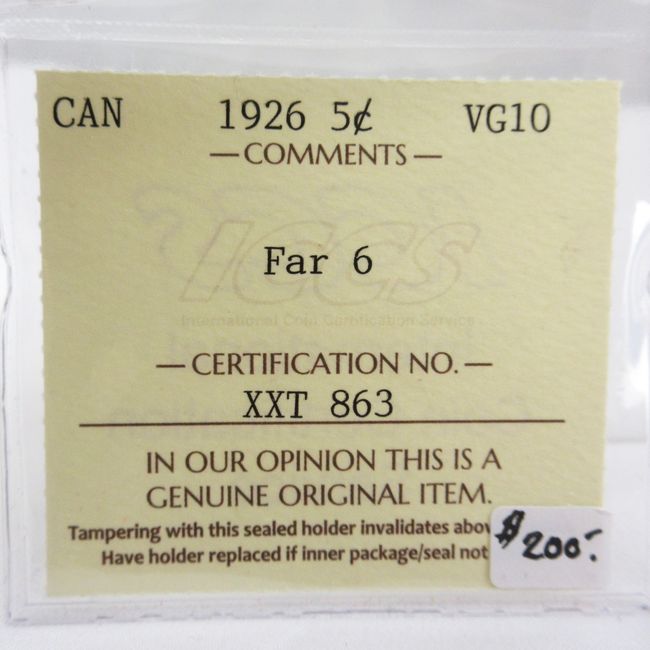 CAN 1926 5¢ VG10
— COMMENTS —
Far 6
ICCS
International Coin Certification Service
— CERTIFICATION NO. —
XXT 863
IN OUR OPINION THIS IS A
GENUINE ORIGINAL ITEM.
Tampering with this sealed holder invalidates
Have holder replaced if inner package/seal not
$200.-